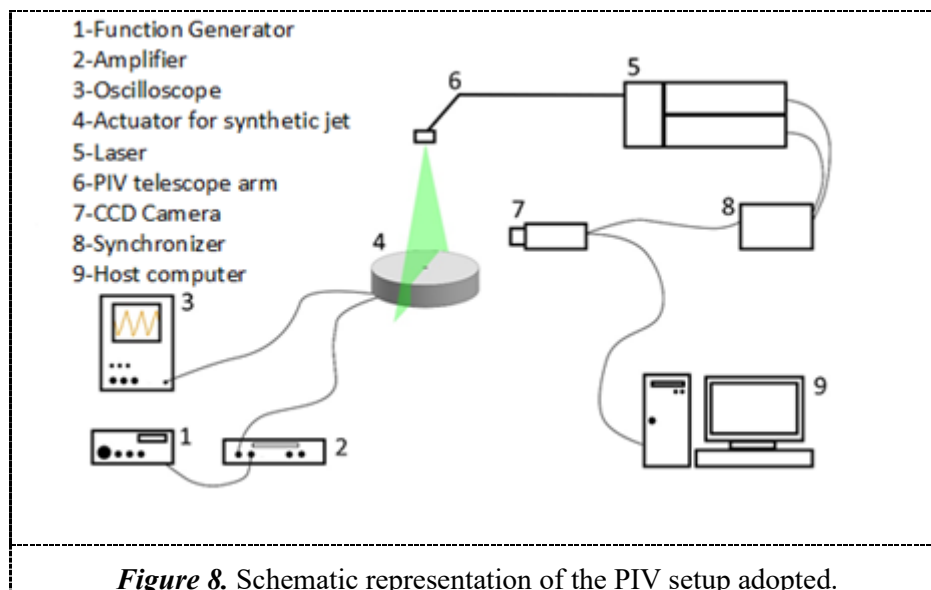 1-Function Generator
2-Amplifier
3-Oscilloscope
4-Actuator for synthetic jet
5-Laser
6-PIV telescope arm
7-CCD Camera
8-Synchronizer
9-Host computer
5
6
7
8
4
3
9
1
2
Figure 8. Schematic representation of the PIV setup adopted.